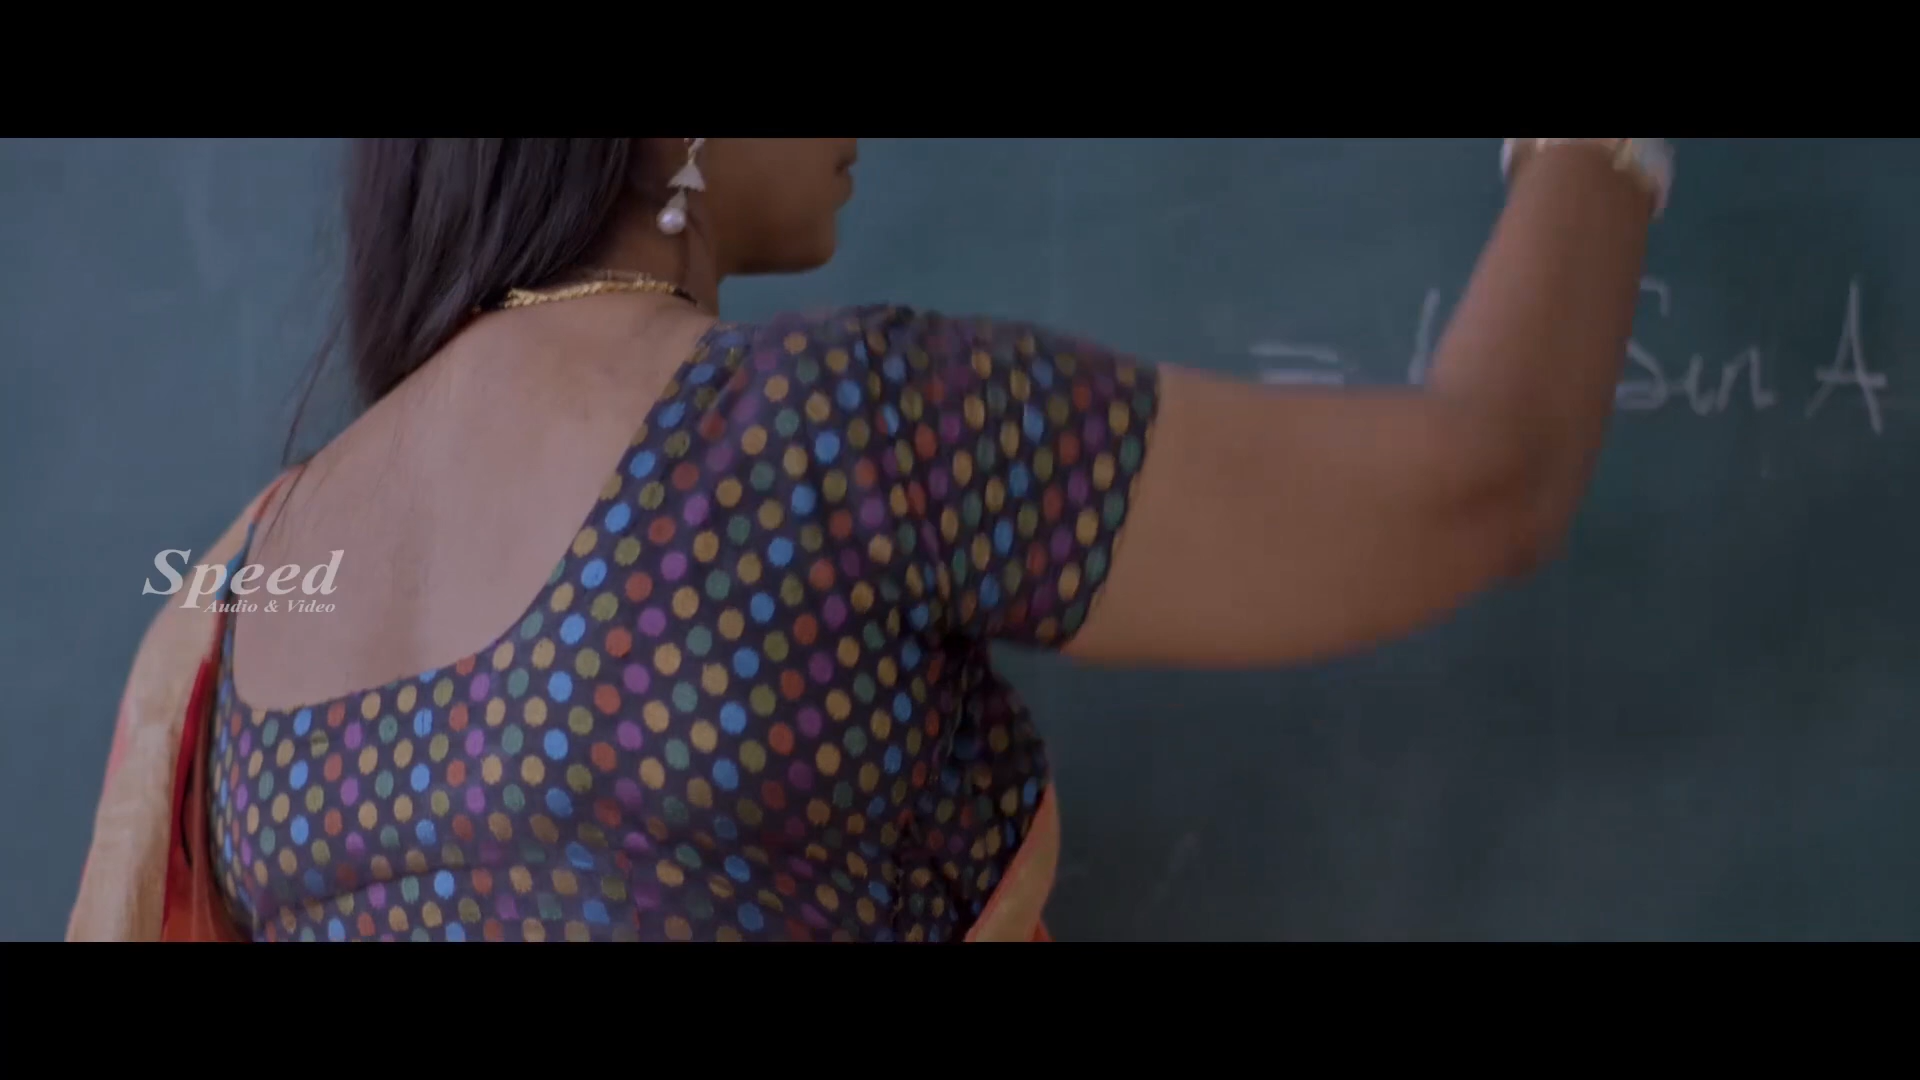 = Sin A
Speed
Audio & Video